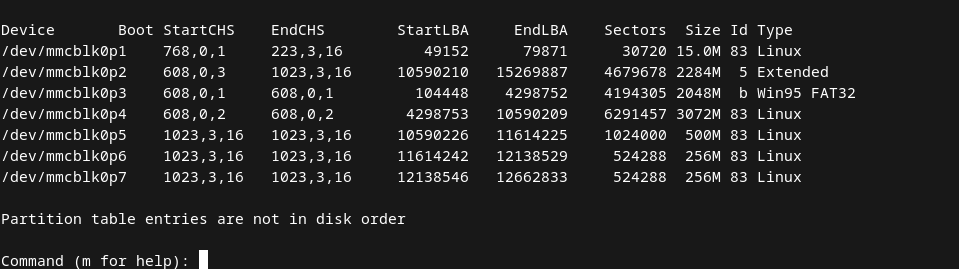 Device       Boot StartCHS    EndCHS        StartLBA     EndLBA    Sectors  Size Id Type
/dev/mmcblk0p1    768,0,1     223,3,16         49152      79871      30720 15.0M 83 Linux
/dev/mmcblk0p2    608,0,3     1023,3,16     10590210   15269887    4679678 2284M  5 Extended
/dev/mmcblk0p3    608,0,1     608,0,1         104448    4298752    4194305 2048M  b Win95 FAT32
/dev/mmcblk0p4    608,0,2     608,0,2        4298753   10590209    6291457 3072M 83 Linux
/dev/mmcblk0p5    1023,3,16   1023,3,16     10590226   11614225    1024000  500M 83 Linux
/dev/mmcblk0p6    1023,3,16   1023,3,16     11614242   12138529     524288  256M 83 Linux
/dev/mmcblk0p7    1023,3,16   1023,3,16     12138546   12662833     524288  256M 83 Linux
Partition table entries are not in disk order
Command (m for help):